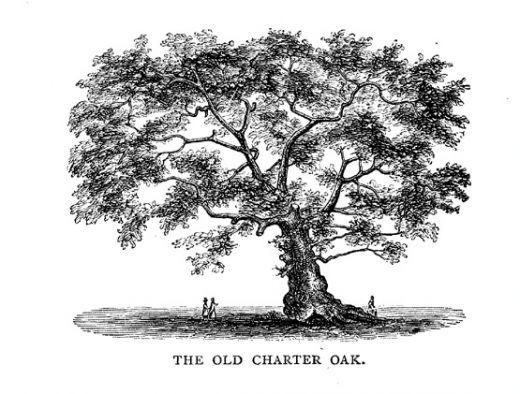 THE OLD CHARTER OAK.